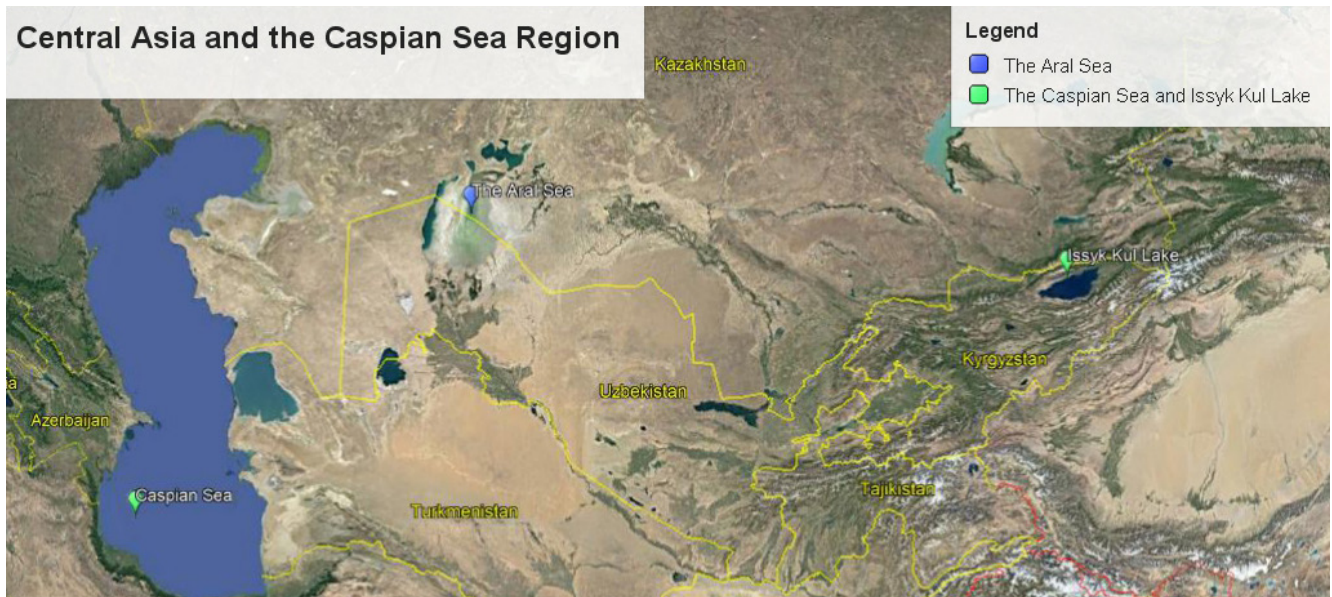 Central Asia and the Caspian Sea Region
Legend
The Aral Sea
The Caspian Sea and Issyk Kul Lake
Kazakhstan
The Aral Sea
Issyk Kul Lake
Kyrgyzstan
Uzbekistan
Azerbaijan
Caspian Sea
Turkmenistan
Tajikistan